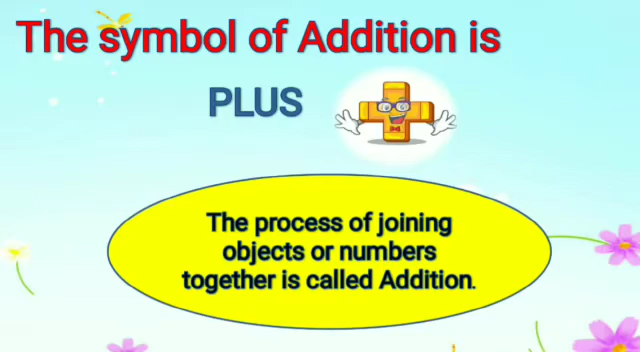 The symbol of Addition is
PLUS
The process of joining
objects or numbers
together is called Addition.